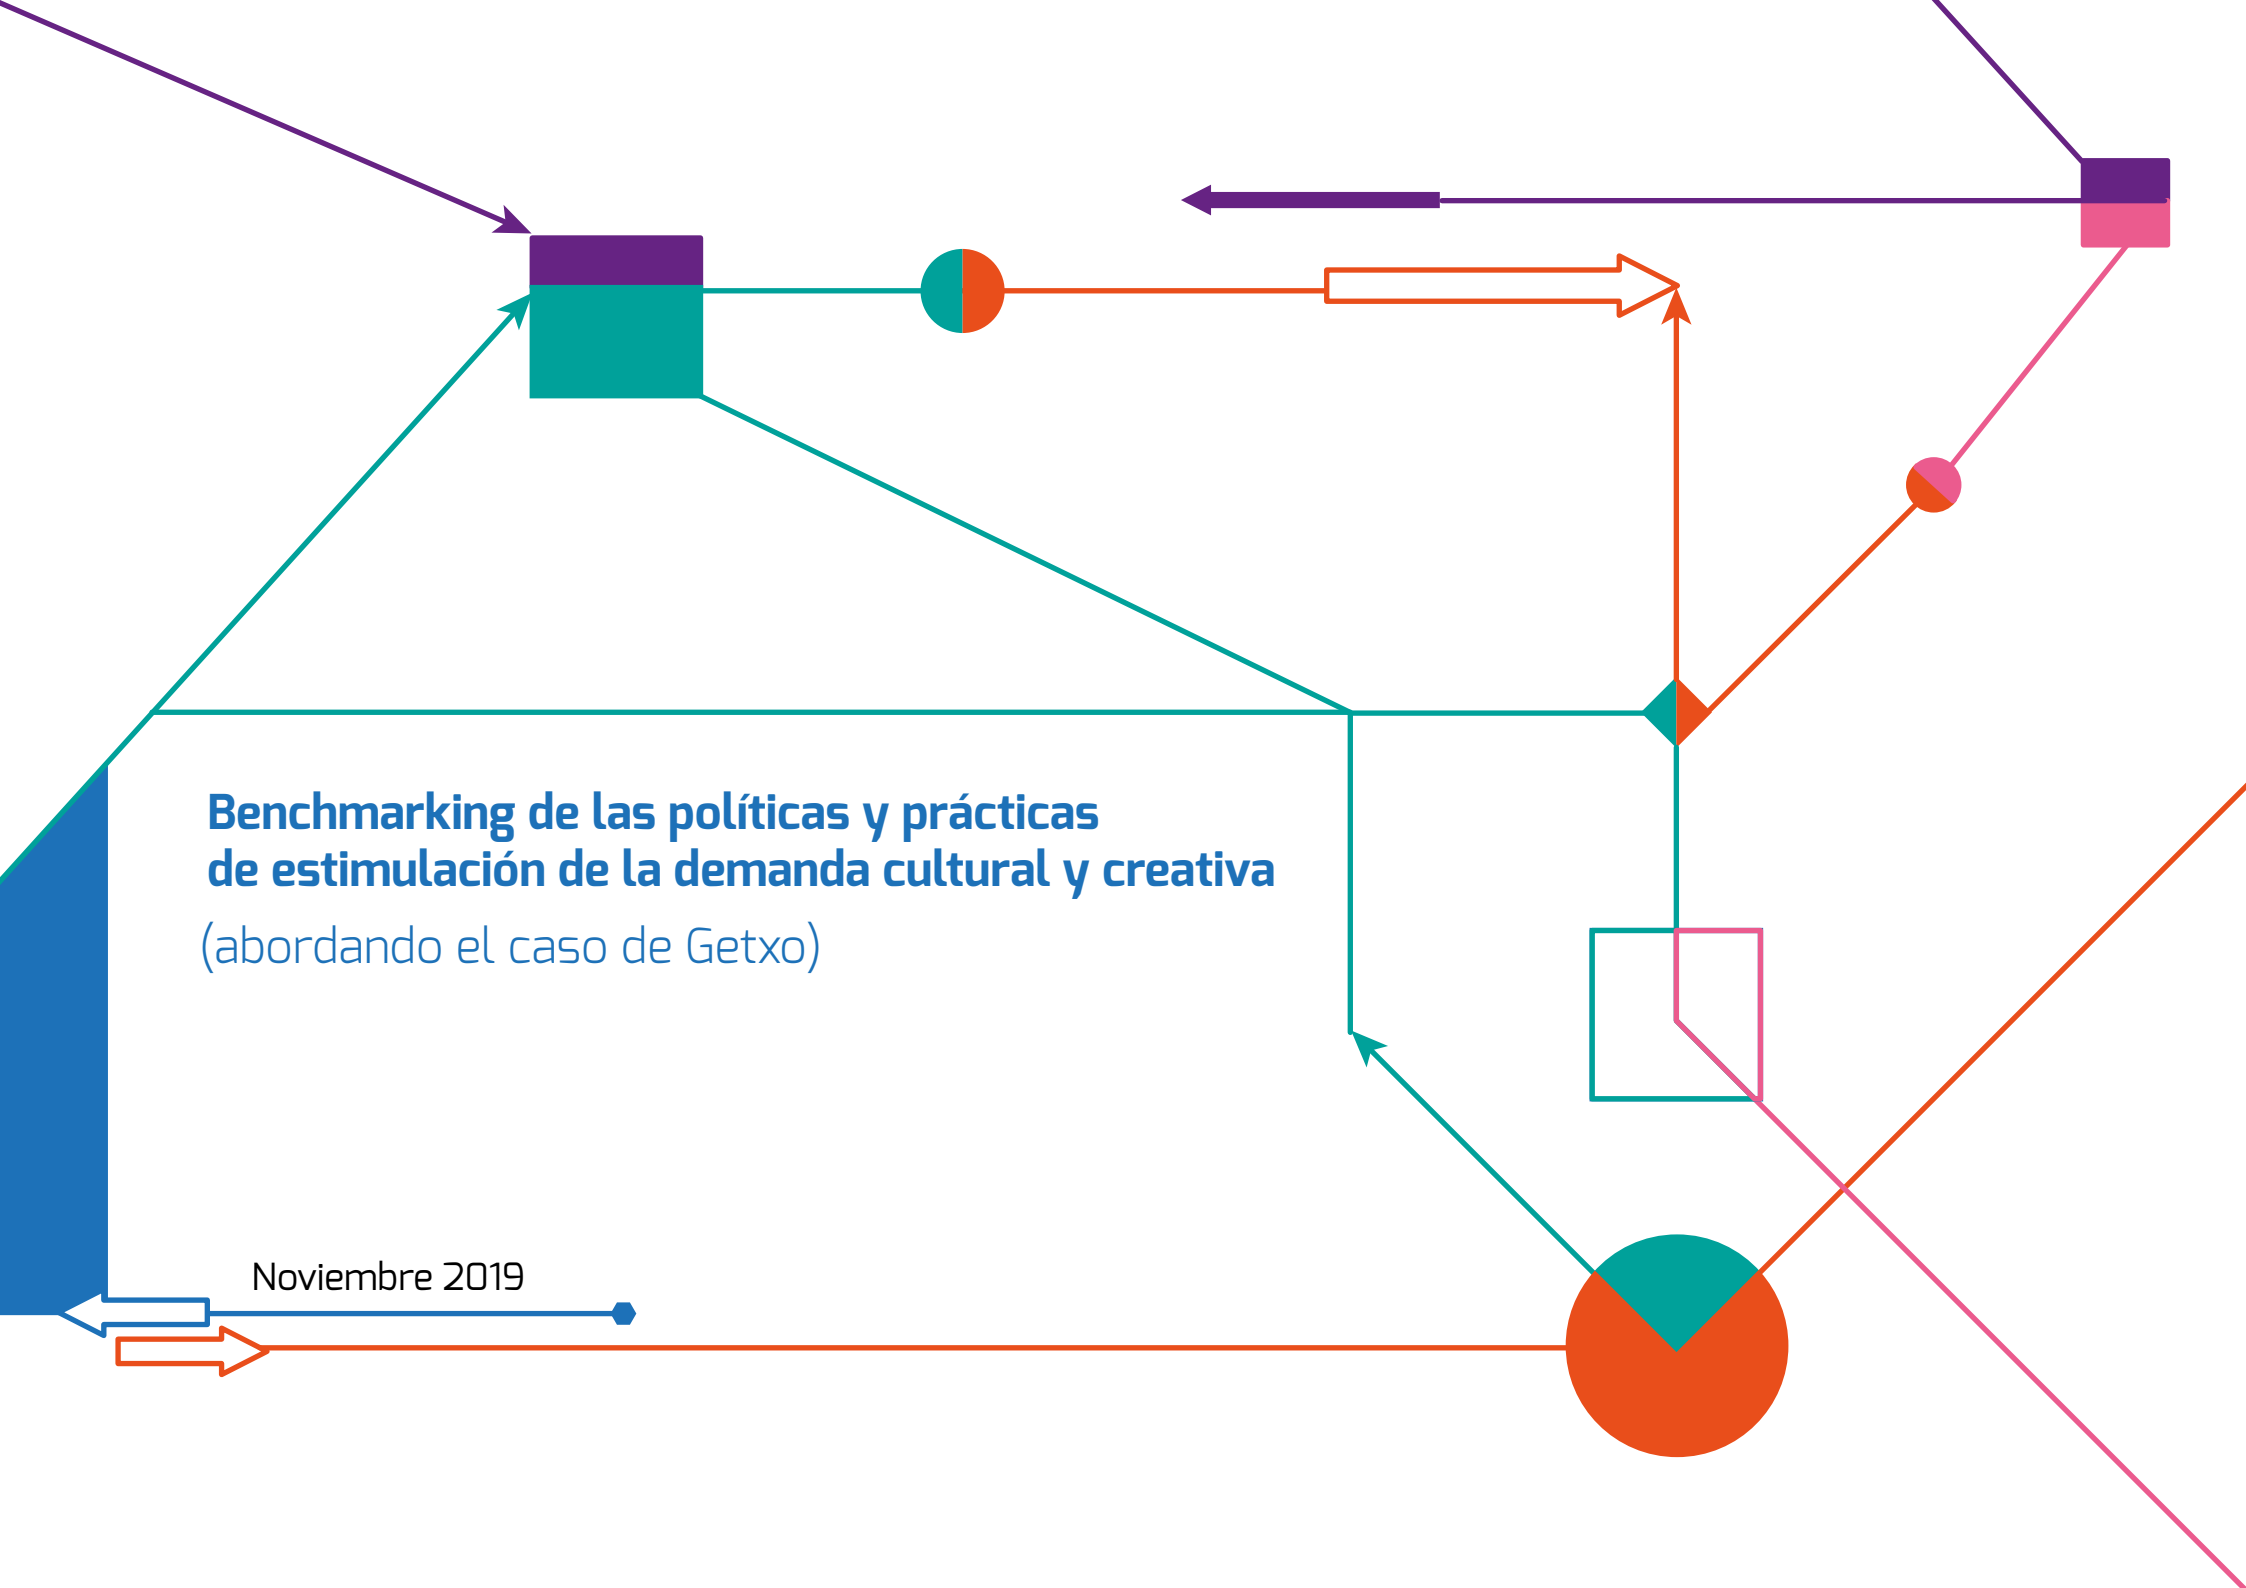 Benchmarking de las políticas y prácticas
de estimulación de la demanda cultural y creativa
(abordando el caso de Getxo)
Noviembre 2019